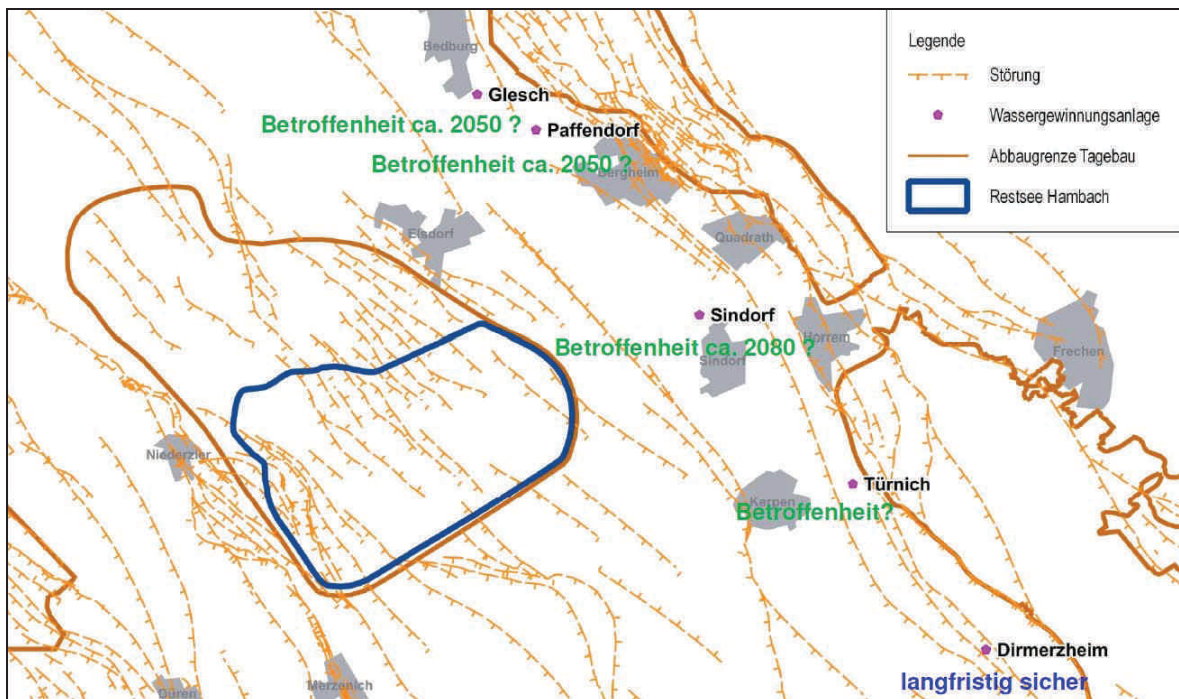 Legende
Störung
Wassergewinnungsanlage
Abbaugrenze Tagebau
Restsee Hambach
Bedburg
Glesch
Betroffenheit ca. 2050 ?
Paffendorf
Betroffenheit ca. 2050 ?
Bergheim
Elsdorf
Quadrath
Sindorf
Horrem
Betroffenheit ca. 2080 ?
Sindorf
Frechen
Niederzier
Türnich
Kerpen
Betroffenheit?
Dirmerzheim
langfristig sicher
Düren
Merzenich